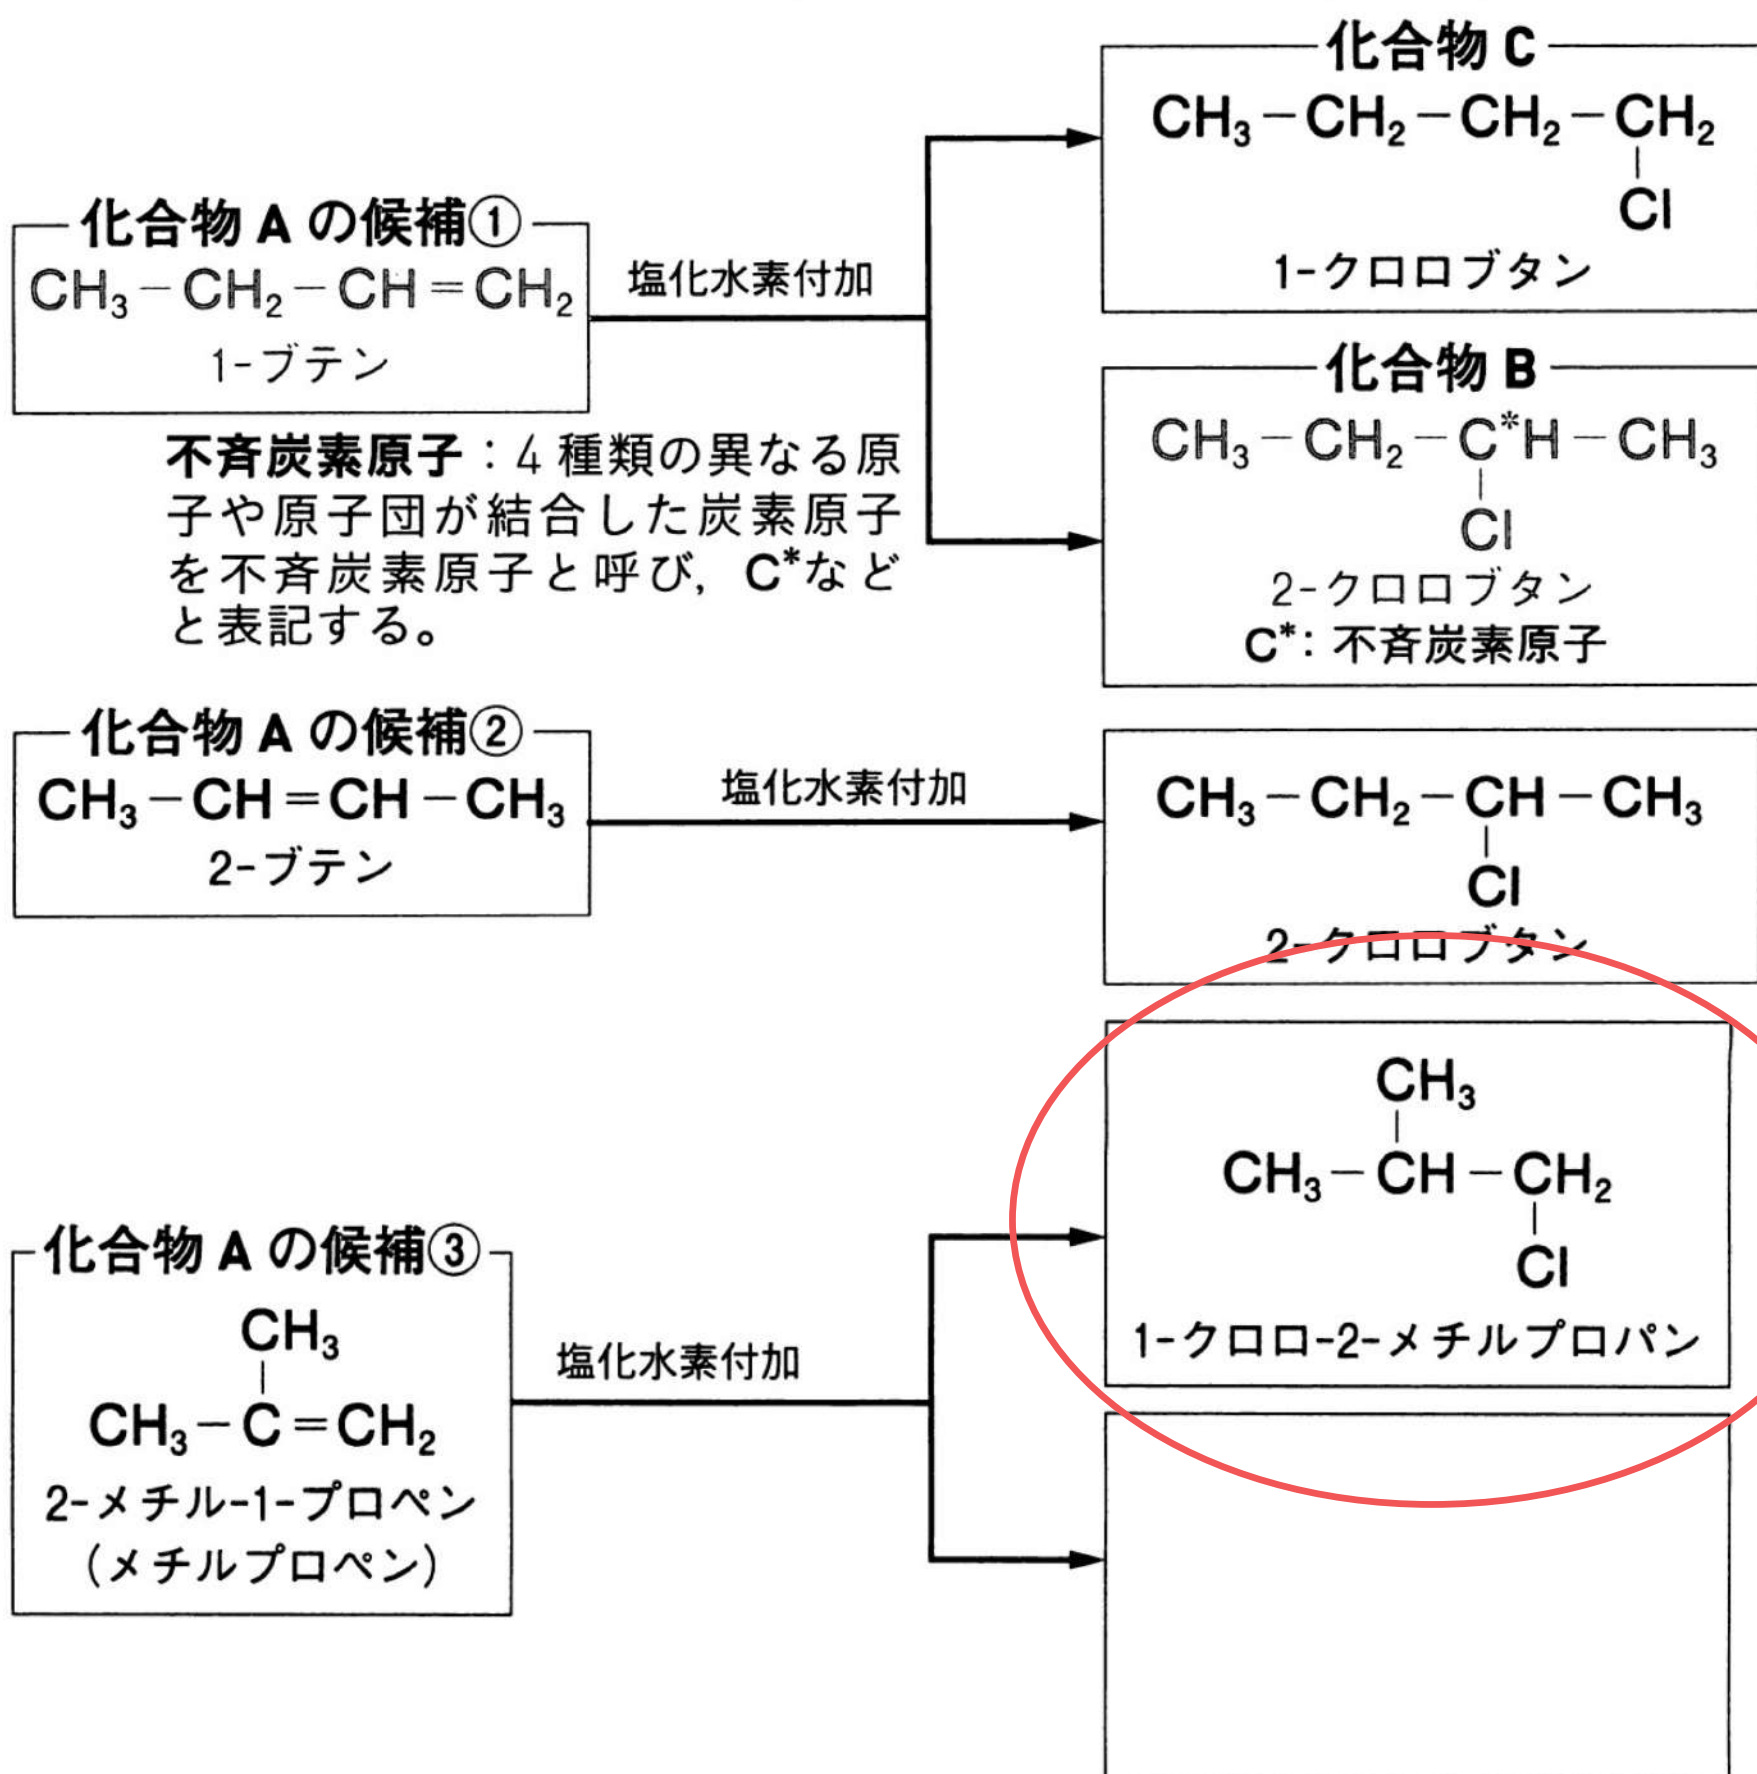 化合物 C
CH3-CH2-CH2-CH2
Cl
1-クロロブタン
化合物 A の候補①
CH3-CH2-CH=CH2
1-ブテン
塩化水素付加
化合物 B
CH3-CH2-C*H-CH3
Cl
2-クロロブタン
C*: 不斉炭素原子
不斉炭素原子:4種類の異なる原
子や原子団が結合した炭素原子
を不斉炭素原子と呼び,C*など
と表記する。
化合物 A の候補②
CH3-CH=CH-CH3
2-ブテン
塩化水素付加
CH3-CH2-CH-CH3
Cl
2-クロロブタン
化合物 A の候補③
CH3
CH3-C=CH2
2-メチル-1-プロペン
(メチルプロペン)
塩化水素付加
CH3
CH3-CH-CH2
Cl
1-クロロ-2-メチルプロパン